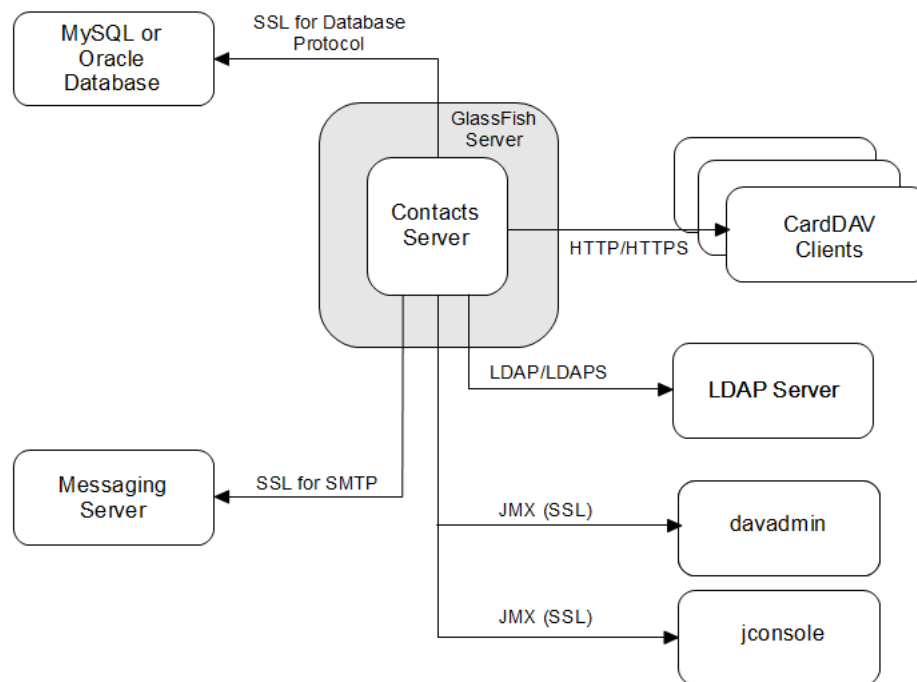 MySQL or
Oracle
Database
SSL for Database
Protocol
GlassFish
Server
Contacts
Server
CardDAV
Clients
HTTP/HTTPS
LDAP/LDAPS
LDAP Server
Messaging
Server
SSL for SMTP
JMX (SSL)
davadmin
JMX (SSL)
jconsole